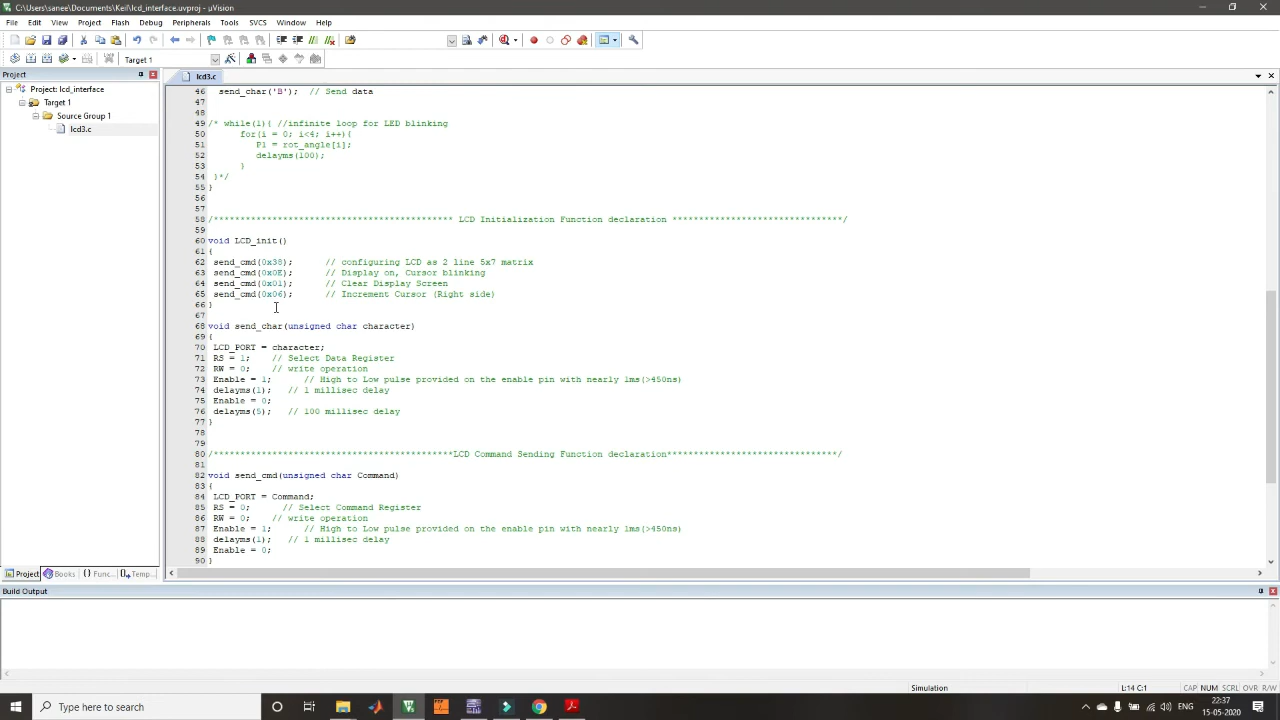 C:\Users\sanee\Documents\Keil\lcd_interface.uvproj - µVision
File Edit View Project Flash Debug Peripherals Tools SVCS Window Help
Target 1
Project
lcd3.c
Project: lcd_interface
Target 1
Source Group 1
lcd3.c
46 send_char('B'); // Send data
47
48
49 /* while(1){ //infinite loop for LED blinking
50 for(i = 0; i<4; i++){
51 P1 = rot_angle[i];
52 delayms(100);
53 }
54 }*/
55 }
56
57
58 /********************************************** LCD Initialization Function declaration ********************************/
59
60 void LCD_init()
61 {
62 send_cmd(0x38); // configuring LCD as 2 line 5x7 matrix
63 send_cmd(0x0E); // Display on, Cursor blinking
64 send_cmd(0x01); // Clear Display Screen
65 send_cmd(0x06); // Increment Cursor (Right side)
66 }
67
68 void send_char(unsigned char character)
69 {
70 LCD_PORT = character;
71 RS = 1; // Select Data Register
72 RW = 0; // write operation
73 Enable = 1; // High to Low pulse provided on the enable pin with nearly 1ms(>450ns)
74 delayms(1); // 1 millisec delay
75 Enable = 0;
76 delayms(5); // 100 millisec delay
77 }
78
79
80 /**********************************************LCD Command Sending Function declaration********************************/
81
82 void send_cmd(unsigned char Command)
83 {
84 LCD_PORT = Command;
85 RS = 0; // Select Command Register
86 RW = 0; // write operation
87 Enable = 1; // High to Low pulse provided on the enable pin with nearly 1ms(>450ns)
88 delayms(1); // 1 millisec delay
89 Enable = 0;
90 }
Project Books {} Func... Temp...
Build Output
Simulation L:14 C:1 CAP NUM SCRL OVR R/W
Type here to search
ENG
22:37
15-05-2020